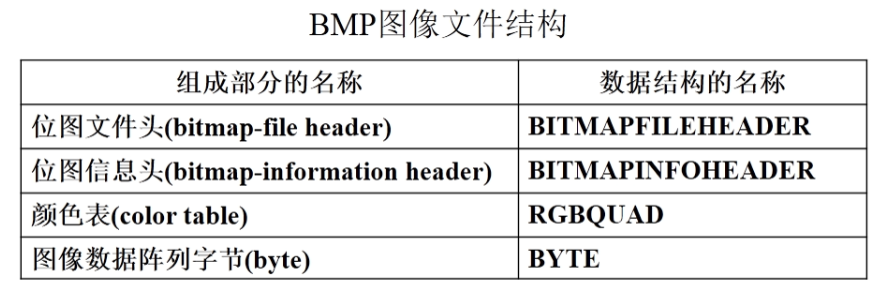 BMP图像文件结构
组成部分的名称 数据结构的名称
位图文件头(bitmap-file header) BITMAPFILEHEADER
位图信息头(bitmap-information header) BITMAPINFOHEADER
颜色表(color table) RGBQUAD
图像数据阵列字节(byte) BYTE